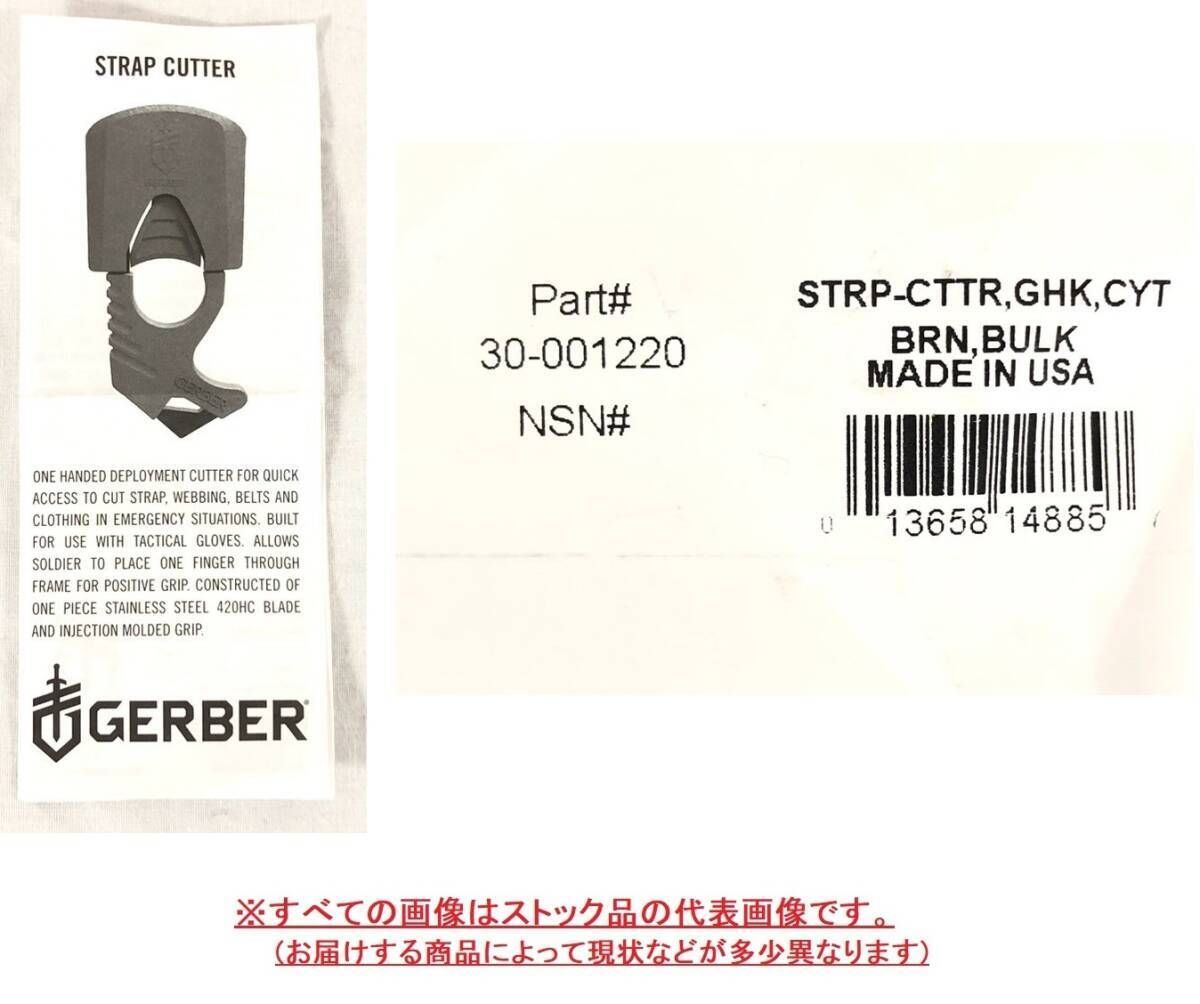 STRAP CUTTER
GERBER
ONE HANDED DEPLOYMENT CUTTER FOR QUICK
ACCESS TO CUT STRAP, WEBBING, BELTS AND
CLOTHING IN EMERGENCY SITUATIONS. BUILT
FOR USE WITH TACTICAL GLOVES. ALLOWS
SOLDIER TO PLACE ONE FINGER THROUGH
FRAME FOR POSITIVE GRIP. CONSTRUCTED OF
ONE PIECE STAINLESS STEEL 420HC BLADE
AND INJECTION MOLDED GRIP.
GERBER®
Part#
30-001220
NSN#
STRP-CTTR,GHK,CYT
BRN,BULK
MADE IN USA
0 13658 14885
※すべての画像はストック品の代表画像です。
(お届けする商品によって現状などが多少異なります)